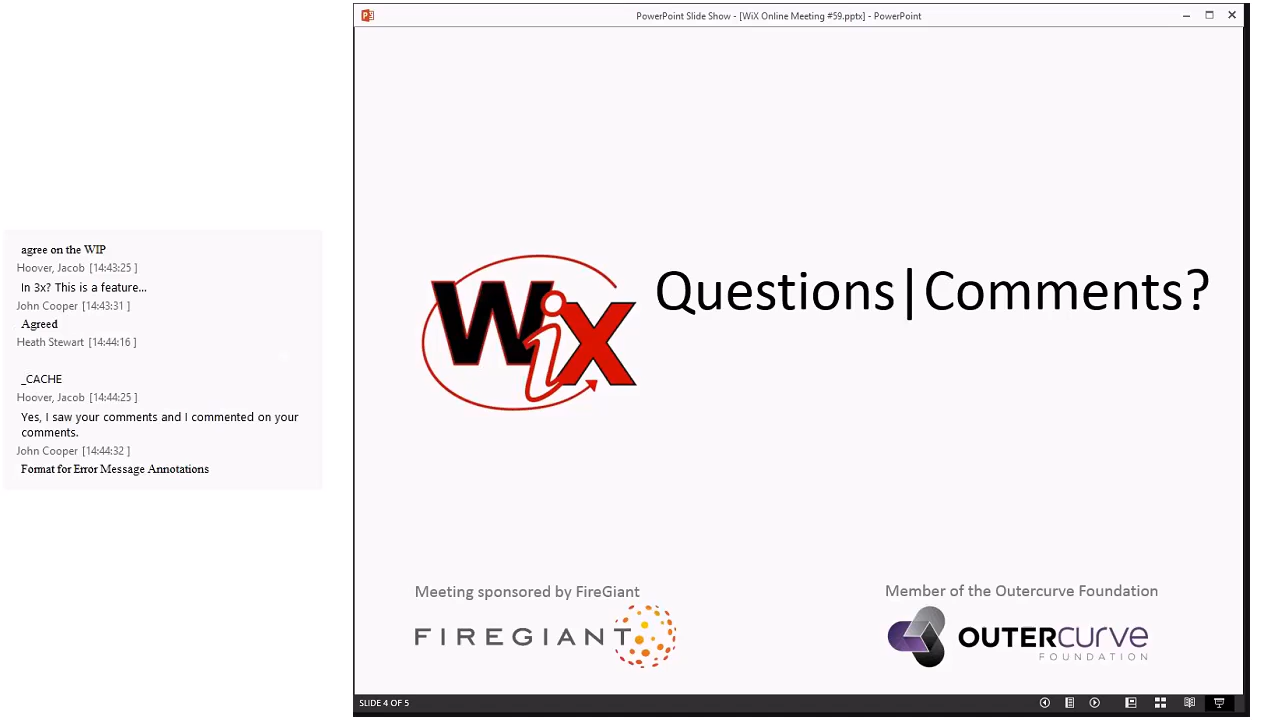 PowerPoint Slide Show - [WiX Online Meeting #59.pptx] - PowerPoint
agree on the WIP
Hoover, Jacob [14:43:25 ]
In 3x? This is a feature...
John Cooper [14:43:31 ]
Agreed
Heath Stewart [14:44:16 ]
_CACHE
Hoover, Jacob [14:44:25 ]
Yes, I saw your comments and I commented on your
comments.
John Cooper [14:44:32 ]
Format for Error Message Annotations
WiX
Questions|Comments?
Meeting sponsored by FireGiant
FIREGIANT
Member of the Outercurve Foundation
OUTERCURVE
FOUNDATION
SLIDE 4 OF 5